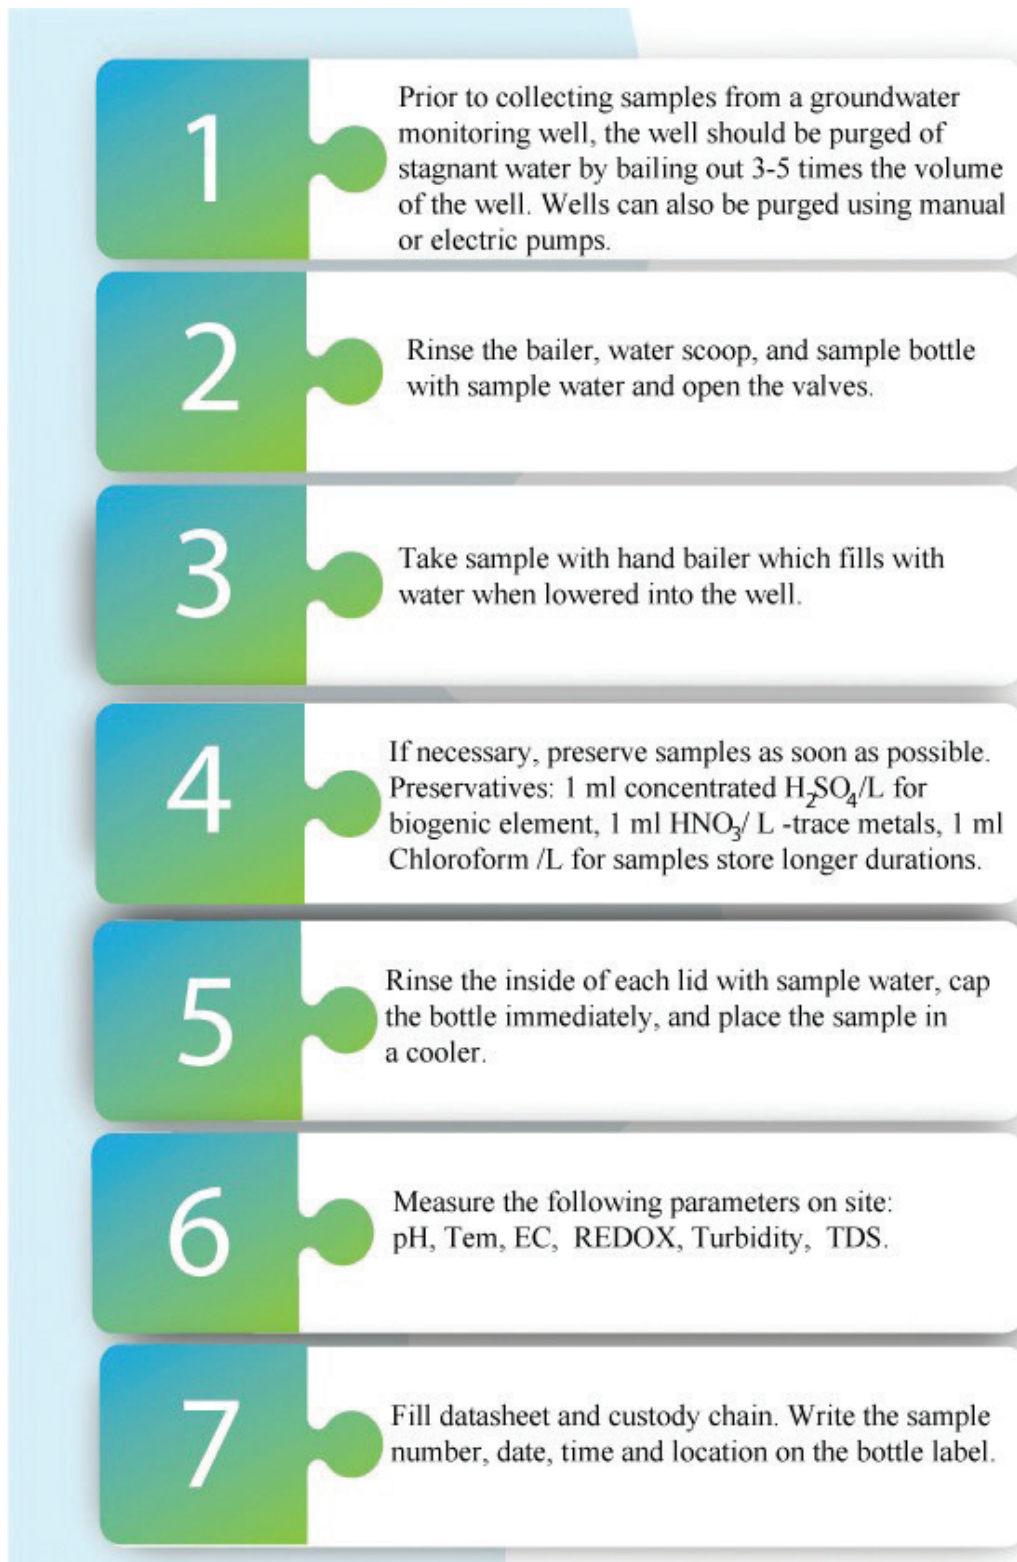 1
Prior to collecting samples from a groundwater
monitoring well, the well should be purged of
stagnant water by bailing out 3-5 times the volume
of the well. Wells can also be purged using manual
or electric pumps.
2
Rinse the bailer, water scoop, and sample bottle
with sample water and open the valves.
3
Take sample with hand bailer which fills with
water when lowered into the well.
4
If necessary, preserve samples as soon as possible.
Preservatives: 1 ml concentrated H₂SO₄/L for
biogenic element, 1 ml HNO₃/ L -trace metals, 1 ml
Chloroform /L for samples store longer durations.
5
Rinse the inside of each lid with sample water, cap
the bottle immediately, and place the sample in
a cooler.
6
Measure the following parameters on site:
pH, Tem, EC, REDOX, Turbidity, TDS.
7
Fill datasheet and custody chain. Write the sample
number, date, time and location on the bottle label.